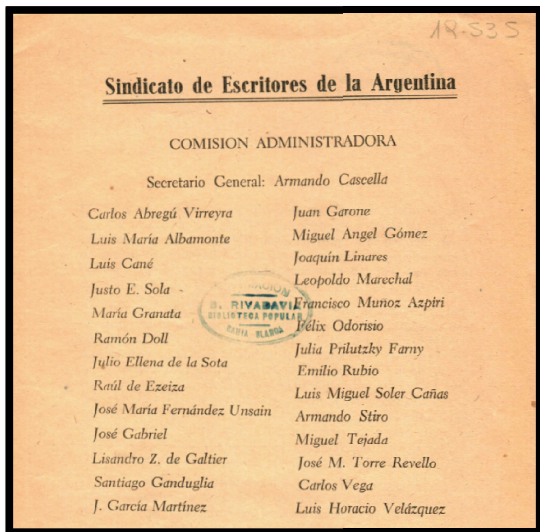 18.535
Sindicato de Escritores de la Argentina
COMISION ADMINISTRADORA
Secretario General: Armando Cascella
Carlos Abregú Virreyra
Luis María Albamonte
Luis Cané
Justo E. Sola
María Granata
Ramón Doll
Julio Ellena de la Sota
Raúl de Ezeiza
José María Fernández Unsain
José Gabriel
Lisandro Z. de Galtier
Santiago Ganduglia
J. García Martínez
Juan Garone
Miguel Angel Gómez
Joaquín Linares
Leopoldo Marechal
Francisco Muñoz Azpiri
Félix Odorisio
Julia Prilutzky Farny
Emilio Rubio
Luis Miguel Soler Cañas
Armando Stiro
Miguel Tejada
José M. Torre Revello
Carlos Vega
Luis Horacio Velázquez
B. RIVADAVIA
BIBLIOTECA POPULAR
BAHIA BLANCA